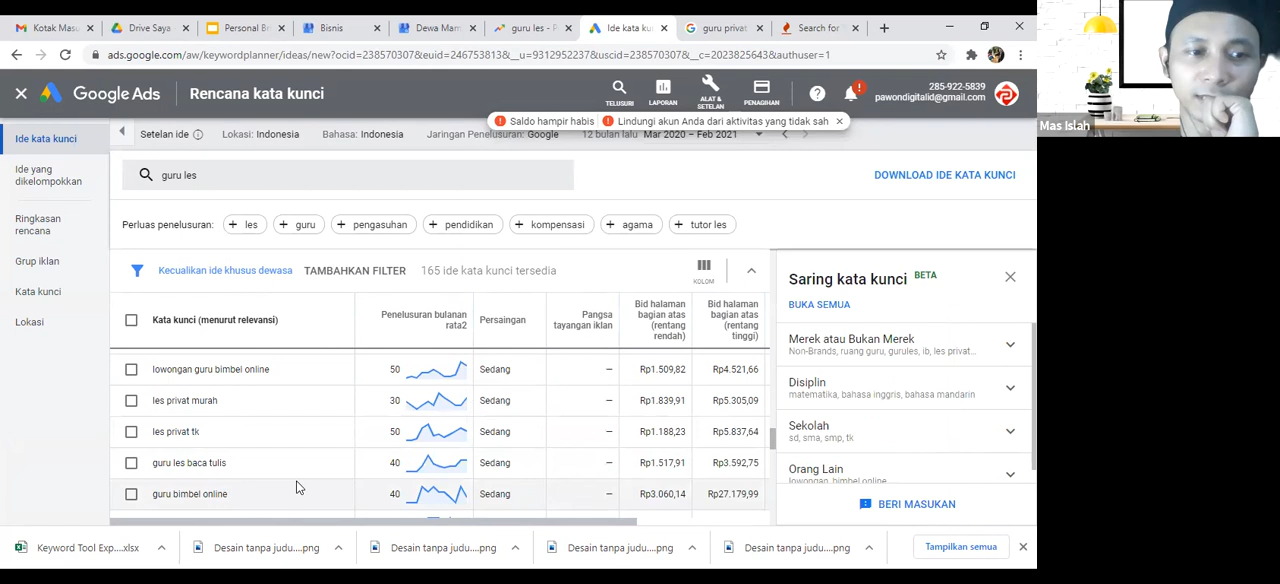 Kotak Masu
Drive Saya
Personal B
Bisnis
Dewa Mam
guru les - P
Ide kata ku
guru privat
Search for
ads.google.com/aw/keywordplanner/ideas/new?ocid=238570307&euid=246753818&__u=9312952237&uscid=238570307&__c=2023825643&authuser=1
Google Ads
Rencana kata kunci
TELUSURI
LAPORAN
ALAT & SETELAN
PENAGIHAN
285-922-5839
pawondigitalid@gmail.com
Mas Islah
Saldo hampir habis
Lindungi akun Anda dari aktivitas yang tidak sah
Ide kata kunci
Ide yang
dikelompokkan
Ringkasan
rencana
Grup iklan
Kata kunci
Lokasi
Setelan ide
Lokasi: Indonesia
Bahasa: Indonesia
Jaringan Penelusuran: Google
12 bulan lalu
Mar 2020 – Feb 2021
guru les
DOWNLOAD IDE KATA KUNCI
Perluas penelusuran:
+ les
+ guru
+ pengasuhan
+ pendidikan
+ kompensasi
+ agama
+ tutor les
Kecualikan ide khusus dewasa
TAMBAHKAN FILTER
165 ide kata kunci tersedia
KOLOM
Kata kunci (menurut relevansi)
Penelusuran bulanan
rata2
Persaingan
Pangsa
tayangan iklan
Bid halaman
bagian atas
(rentang
rendah)
Bid halaman
bagian atas
(rentang
tinggi)
lowongan guru bimbel online 50 Sedang – Rp1.509,82 Rp4.521,66
les privat murah 30 Sedang – Rp1.839,91 Rp5.305,09
les privat tk 50 Sedang – Rp1.188,23 Rp5.837,64
guru les baca tulis 40 Sedang – Rp1.517,91 Rp3.592,75
guru bimbel online 40 Sedang – Rp3.060,14 Rp27.179,99
Saring kata kunci BETA
BUKA SEMUA
Merek atau Bukan Merek
Non-Brands, ruang guru, gurules, ib, les privat...
Disiplin
matematika, bahasa inggris, bahasa mandarin
Sekolah
sd, sma, smp, tk
Orang Lain
lowongan, bimbel online
BERI MASUKAN
Keyword Tool Exp....xlsx
Desain tanpa judu....png
Desain tanpa judu....png
Desain tanpa judu....png
Desain tanpa judu....png
Tampilkan semua